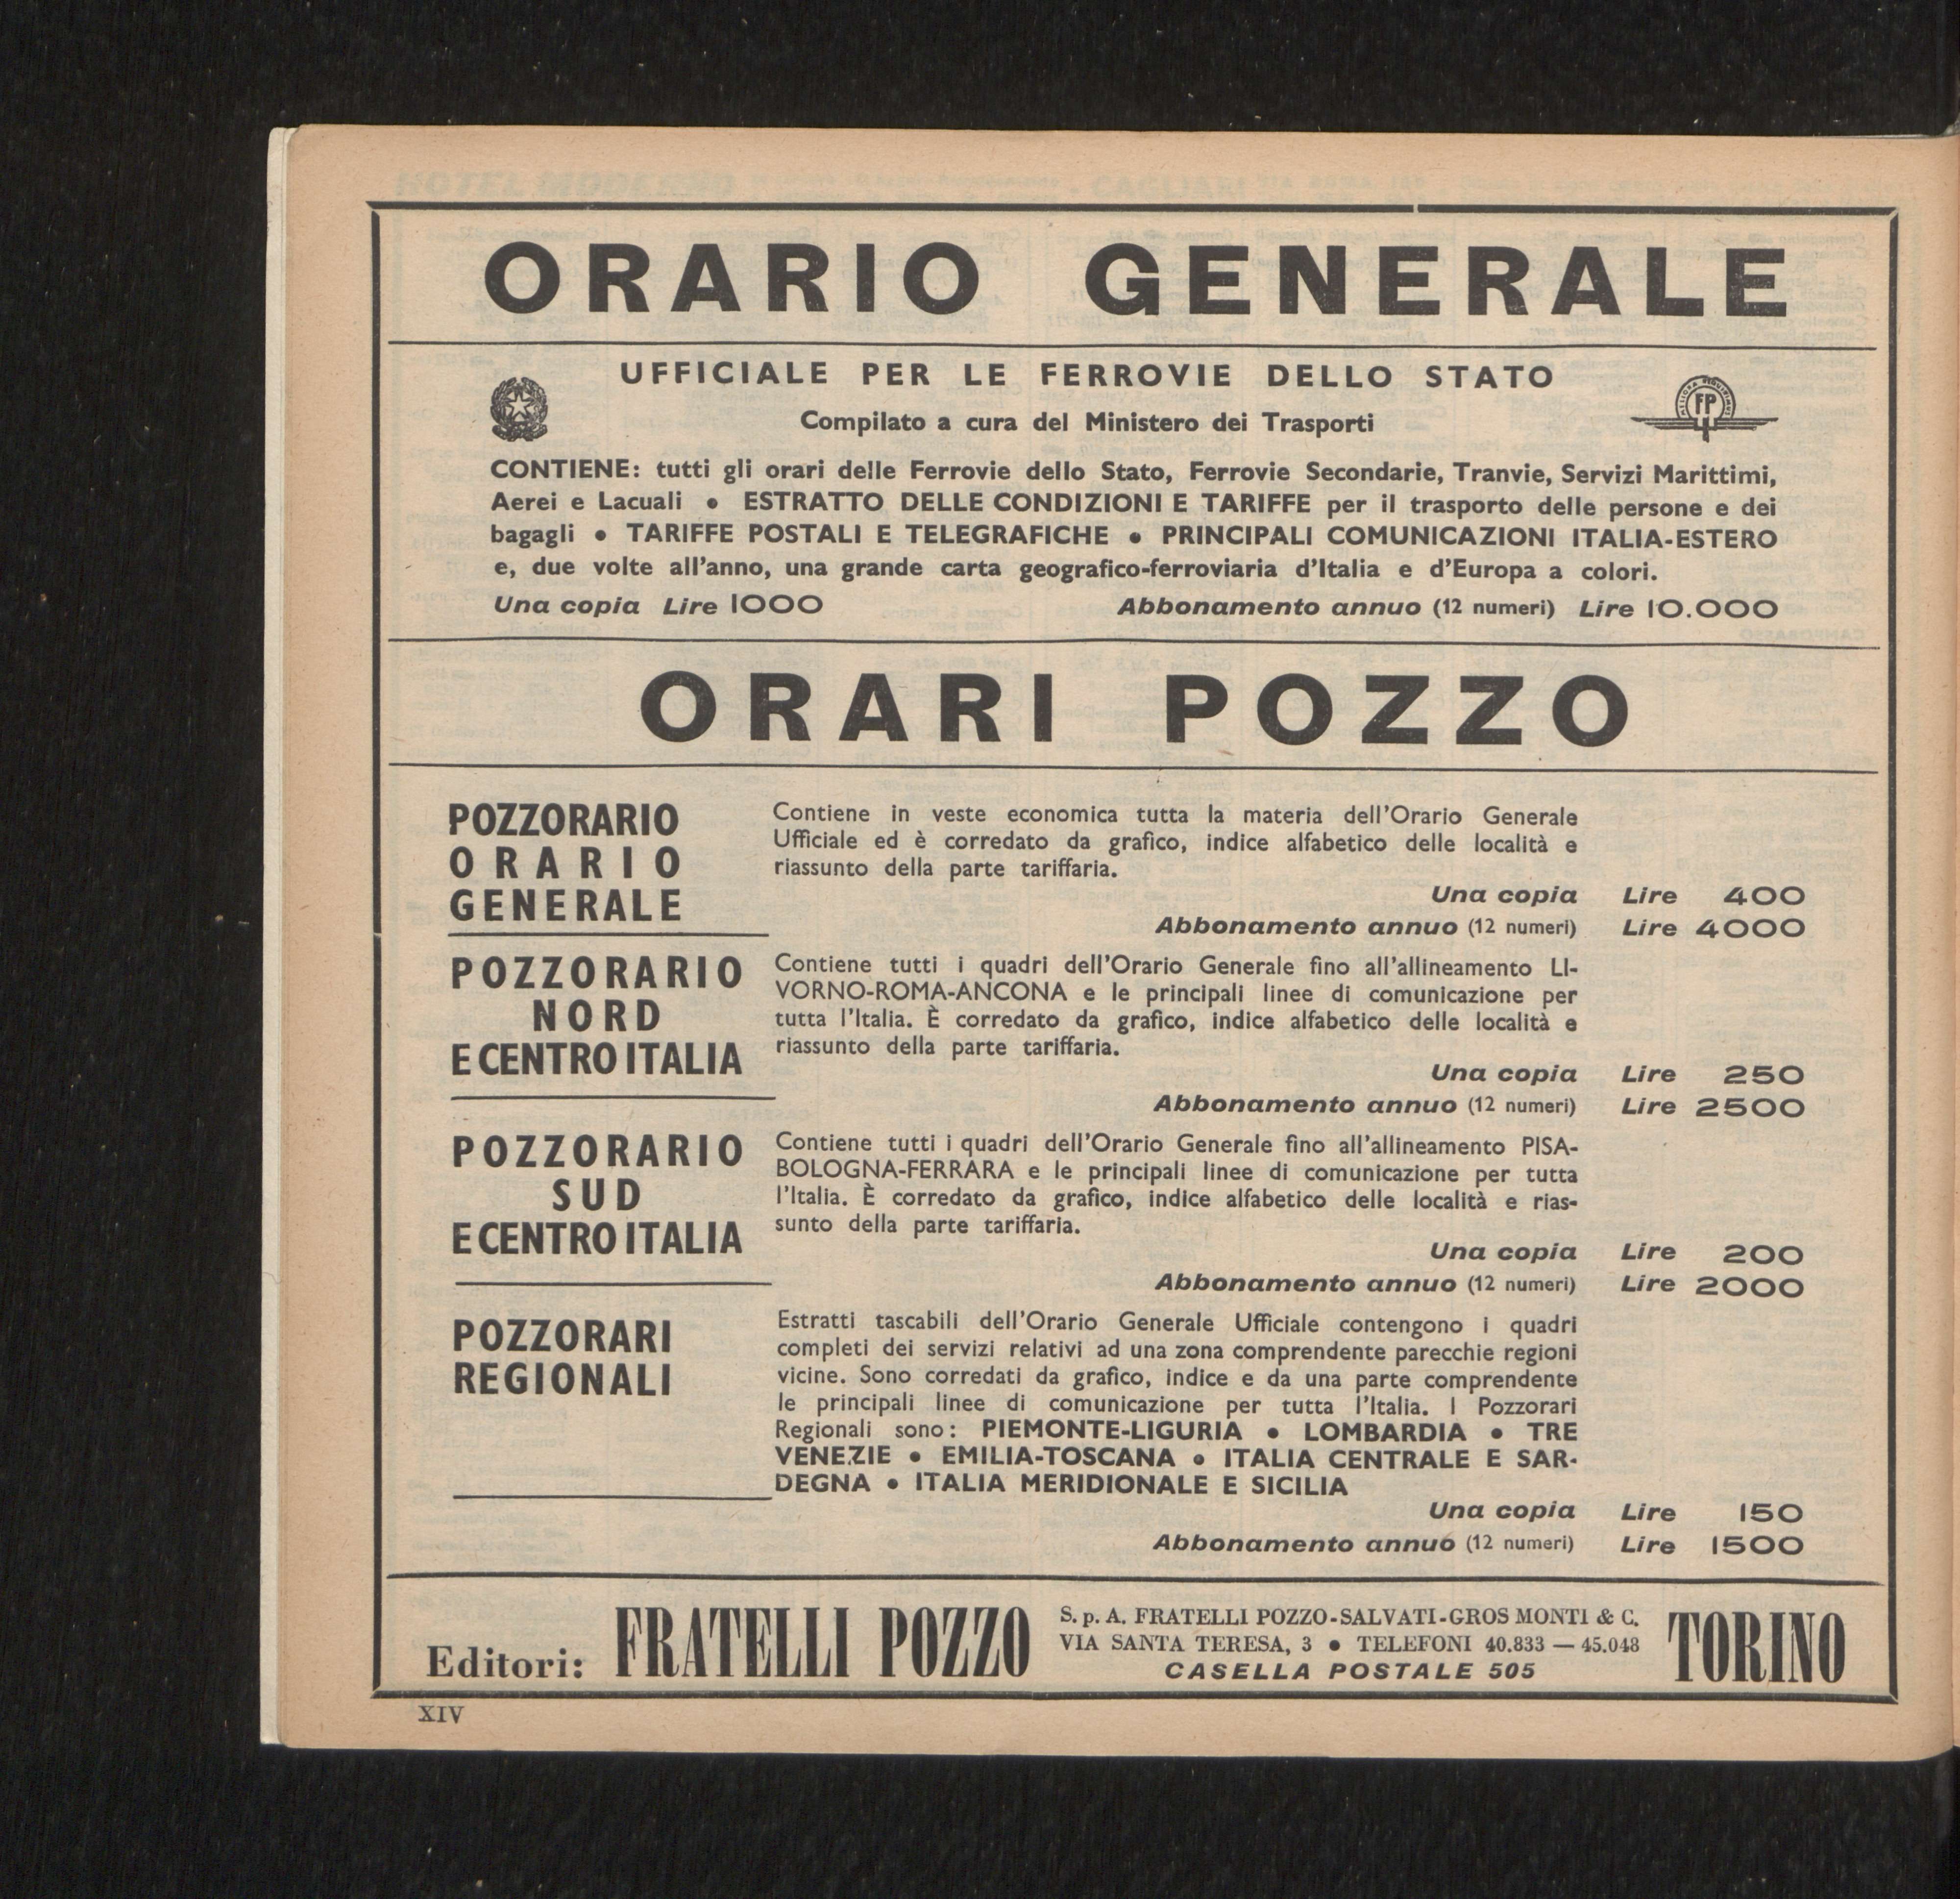 ORARIO GENERALE
UFFICIALE PER LE FERROVIE DELLO STATO
Compilato a cura del Ministero dei Trasporti
FP
CONTIENE: tutti gli orari delle Ferrovie dello Stato, Ferrovie Secondarie, Tranvie, Servizi Marittimi,
Aerei e Lacuali • ESTRATTO DELLE CONDIZIONI E TARIFFE per il trasporto delle persone e dei
bagagli • TARIFFE POSTALI E TELEGRAFICHE • PRINCIPALI COMUNICAZIONI ITALIA-ESTERO
e, due volte all'anno, una grande carta geografico-ferroviaria d'Italia e d'Europa a colori.
Una copia Lire 1000 Abbonamento annuo (12 numeri) Lire 10.000
ORARI POZZO
POZZORARIO
ORARIO
GENERALE
Contiene in veste economica tutta la materia dell'Orario Generale
Ufficiale ed è corredato da grafico, indice alfabetico delle località e
riassunto della parte tariffaria.
Una copia Lire 400
Abbonamento annuo (12 numeri) Lire 4000
POZZORARIO
NORD
E CENTRO ITALIA
Contiene tutti i quadri dell'Orario Generale fino all'allineamento LI-
VORNO-ROMA-ANCONA e le principali linee di comunicazione per
tutta l'Italia. È corredato da grafico, indice alfabetico delle località e
riassunto della parte tariffaria.
Una copia Lire 250
Abbonamento annuo (12 numeri) Lire 2500
POZZORARIO
SUD
E CENTRO ITALIA
Contiene tutti i quadri dell'Orario Generale fino all'allineamento PISA-
BOLOGNA-FERRARA e le principali linee di comunicazione per tutta
l'Italia. È corredato da grafico, indice alfabetico delle località e rias-
sunto della parte tariffaria.
Una copia Lire 200
Abbonamento annuo (12 numeri) Lire 2000
POZZORARI
REGIONALI
Estratti tascabili dell'Orario Generale Ufficiale contengono i quadri
completi dei servizi relativi ad una zona comprendente parecchie regioni
vicine. Sono corredati da grafico, indice e da una parte comprendente
le principali linee di comunicazione per tutta l'Italia. I Pozzorari
Regionali sono: PIEMONTE-LIGURIA • LOMBARDIA • TRE
VENEZIE • EMILIA-TOSCANA • ITALIA CENTRALE E SAR-
DEGNA • ITALIA MERIDIONALE E SICILIA
Una copia Lire 150
Abbonamento annuo (12 numeri) Lire 1500
Editori: FRATELLI POZZO
S. p. A. FRATELLI POZZO-SALVATI-GROS MONTI & C.
VIA SANTA TERESA, 3 • TELEFONI 40.833 — 45.048
CASELLA POSTALE 505
TORINO
XIV